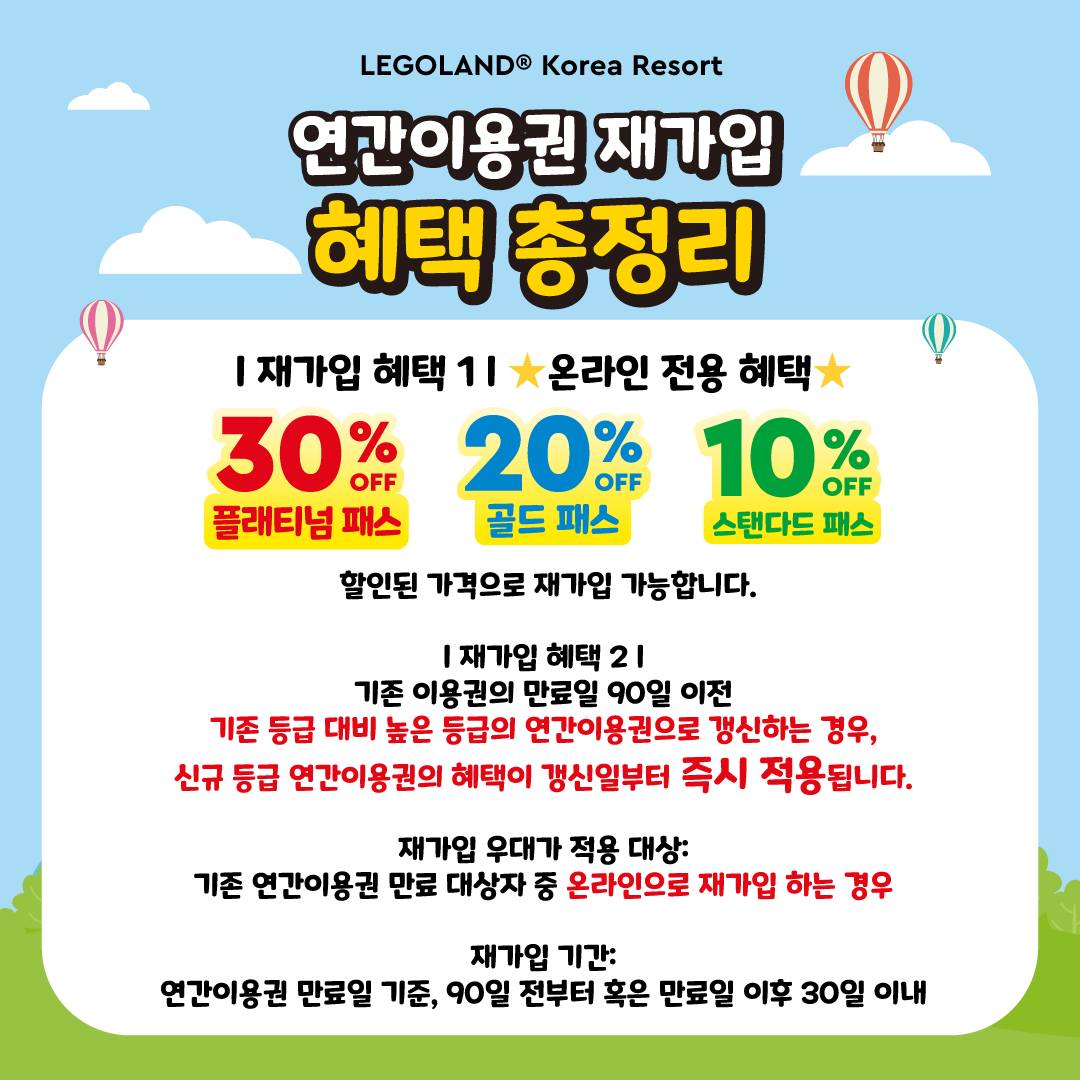 LEGOLAND® Korea Resort
연간이용권 재가입
혜택 총정리
| 재가입 혜택 1 | ★온라인 전용 혜택★
30% OFF 20% OFF 10% OFF
플래티넘 패스 골드 패스 스탠다드 패스
할인된 가격으로 재가입 가능합니다.
| 재가입 혜택 2 |
기존 이용권의 만료일 90일 이전
기존 등급 대비 높은 등급의 연간이용권으로 갱신하는 경우,
신규 등급 연간이용권의 혜택이 갱신일부터 즉시 적용됩니다.
재가입 우대가 적용 대상:
기존 연간이용권 만료 대상자 중 온라인으로 재가입 하는 경우
재가입 기간:
연간이용권 만료일 기준, 90일 전부터 혹은 만료일 이후 30일 이내